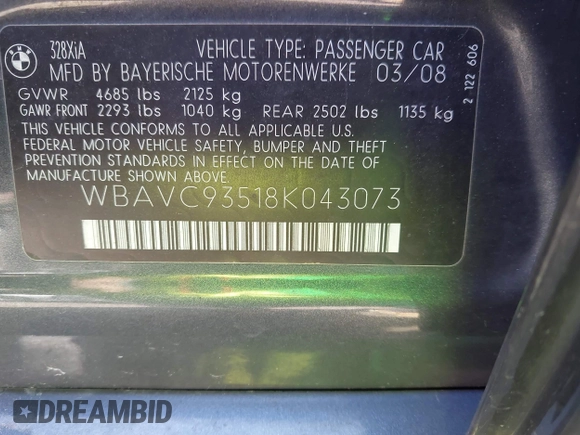 BMW
328XiA VEHICLE TYPE: PASSENGER CAR
MFD BY BAYERISCHE MOTORENWERKE 03/08
GVWR 4685 lbs 2125 kg
GAWR FRONT 2293 lbs 1040 kg REAR 2502 lbs 1135 kg
THIS VEHICLE CONFORMS TO ALL APPLICABLE U.S.
FEDERAL MOTOR VEHICLE SAFETY, BUMPER AND THEFT
PREVENTION STANDARDS IN EFFECT ON THE DATE OF
MANUFACTURE SHOWN ABOVE.
WBAVC93518K043073
2 122 606
DREAMBID